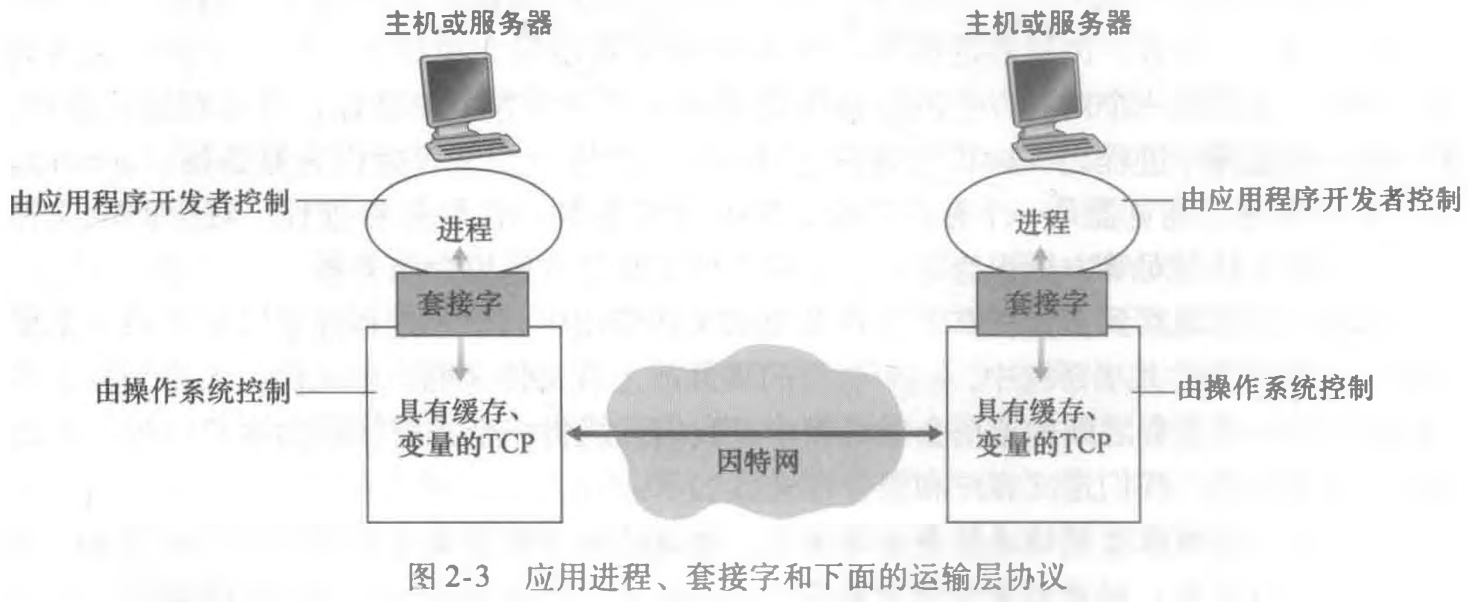 主机或服务器
主机或服务器
由应用程序开发者控制
进程
进程
由应用程序开发者控制
套接字
套接字
由操作系统控制
具有缓存、
变量的TCP
因特网
具有缓存、
变量的TCP
由操作系统控制
图 2-3 应用进程、套接字和下面的运输层协议